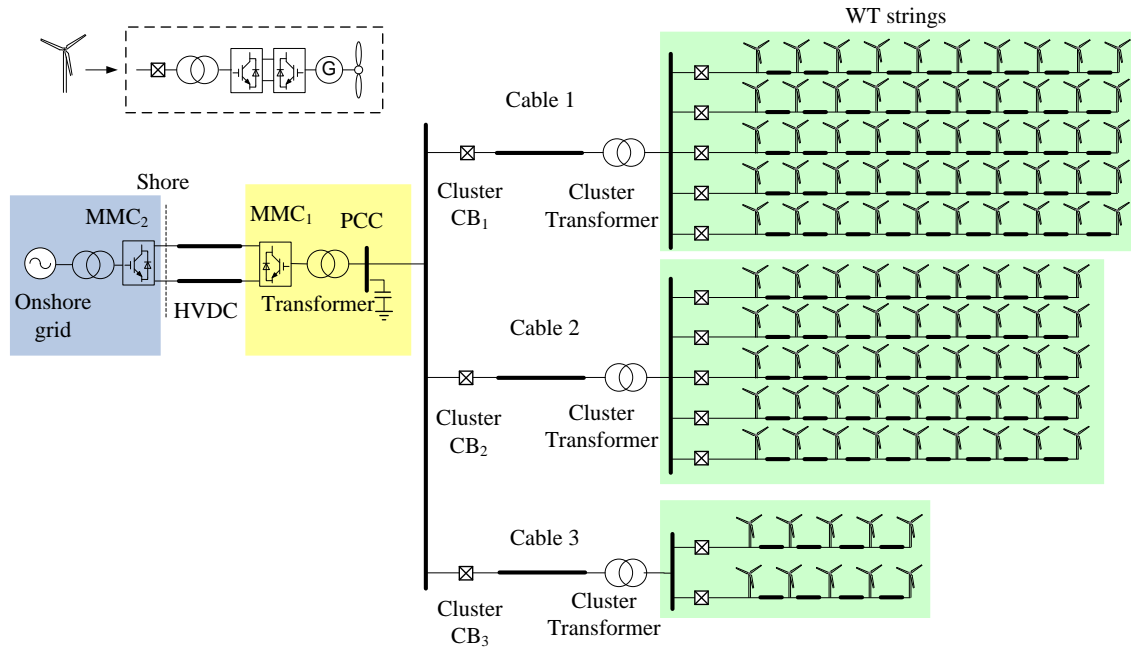 WT strings
G
Cable 1
Cluster
CB₁
Cluster
Transformer
Shore
MMC₂
MMC₁
PCC
Onshore
grid
HVDC
Transformer
Cable 2
Cluster
CB₂
Cluster
Transformer
Cable 3
Cluster
CB₃
Cluster
Transformer